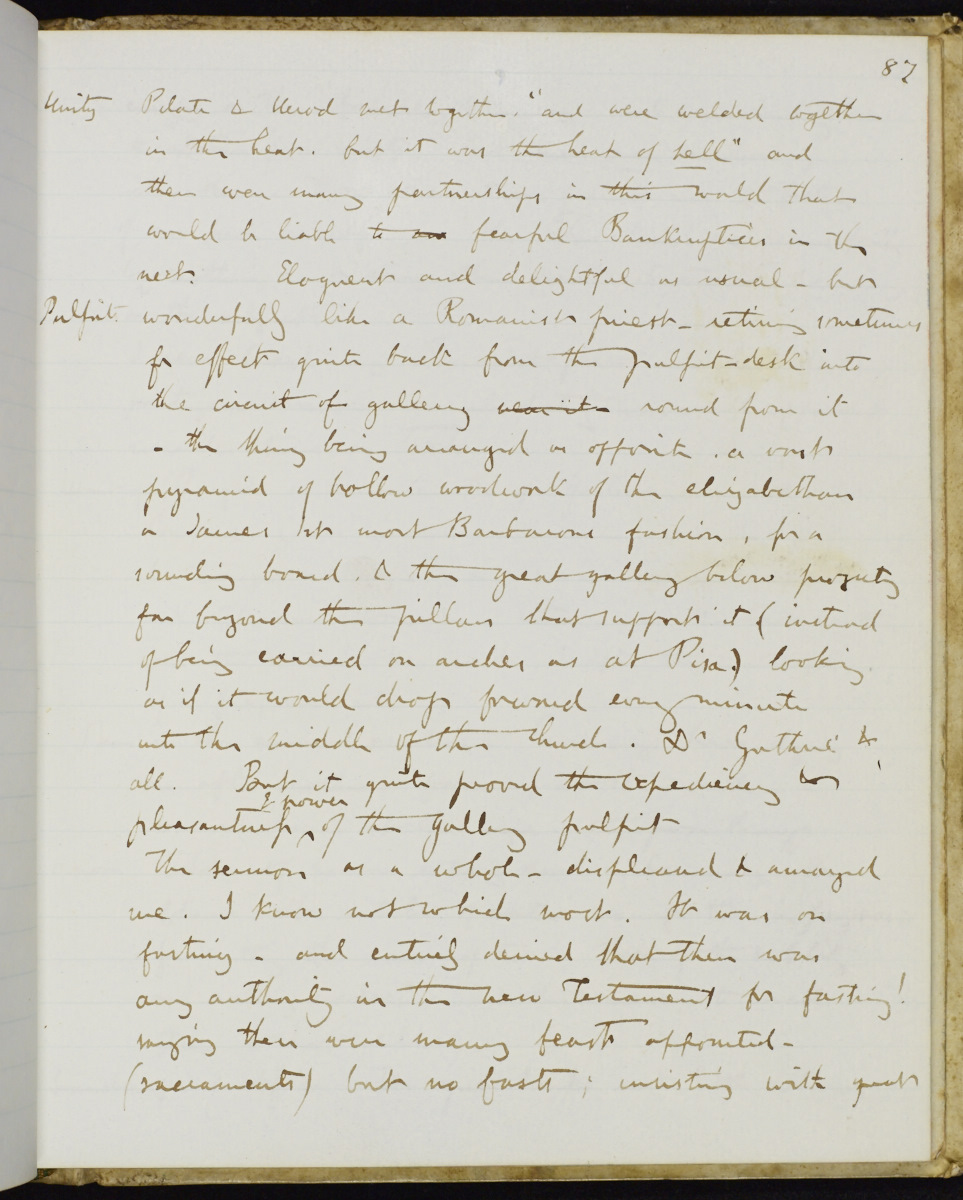 87
Unity Pilate & Herod met together. "and were welded together
in the heat. but it was the heat of hell" and
there were many partnerships in this world that
would be liable to an fearful Bankruptcies in the
next. Eloquent and delightful as usual - but
Pulpit. wonderfully like a Romanist priest - retiring sometimes
for effect quite back from the pulpit-desk into
the circuit of gallery near it - round from it
- the thing being arranged as opposite. a vast
pyramid of hollow woodwork of the elizabethan
or James 1st most Barbarous fashion, for a
sounding board. & the great gallery below projecting
far beyond the pillars that support it (instead
of being carried on arches as at Pisa) looking
as if it would drop forward every minute
into the middle of the church. Dr Guthrie &
all. But it quite proved the expediency &
pleasantness & power of the Gallery pulpit
The sermon as a whole - displeased & amazed
me. I know not which most. It was on
fasting - and entirely denied that there was
any authority in the new Testament for fasting!
saying there were many feasts appointed -
(sacraments) but no fasts; insisting with great